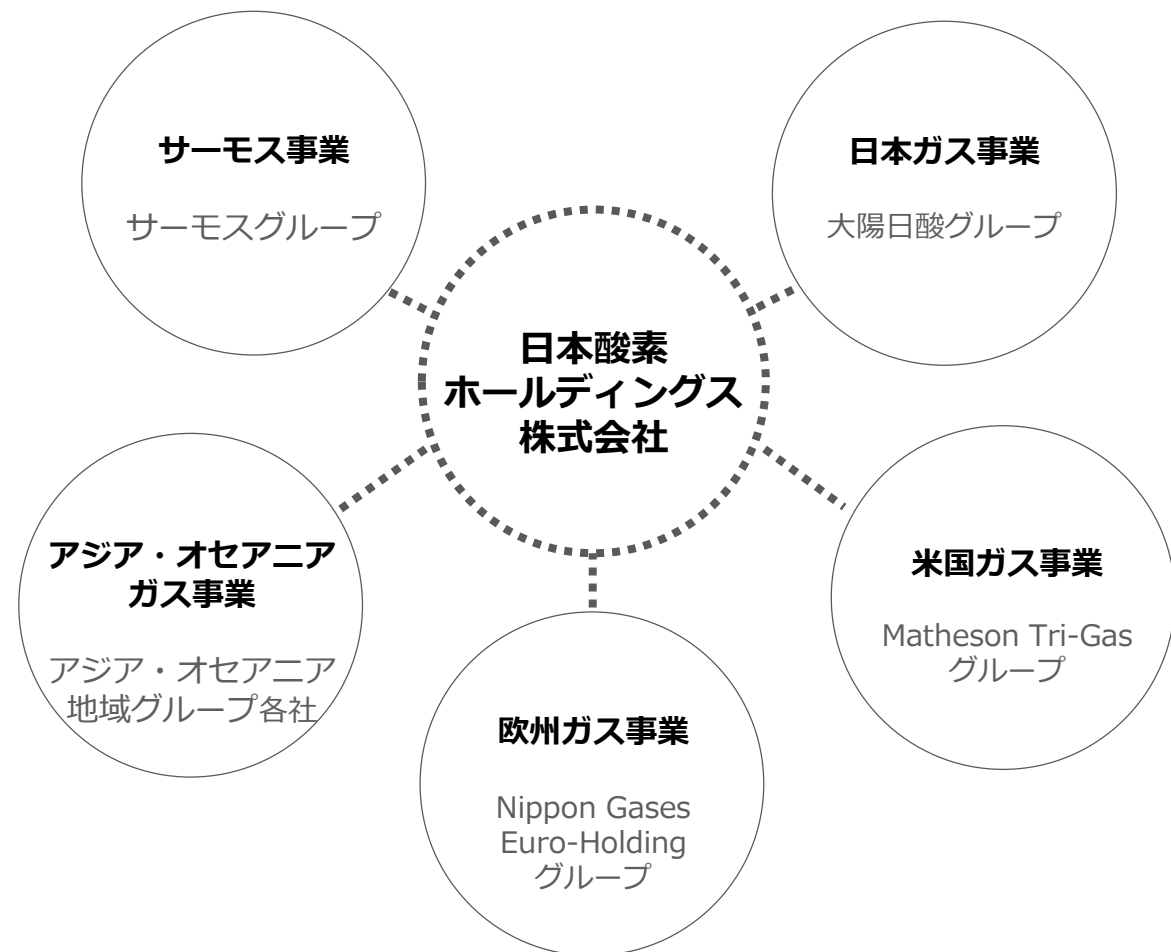 サーモス事業
サーモスグループ
日本ガス事業
大陽日酸グループ
日本酸素
ホールディングス
株式会社
アジア・オセアニア
ガス事業
アジア・オセアニア
地域グループ各社
米国ガス事業
Matheson Tri-Gas
グループ
欧州ガス事業
Nippon Gases
Euro-Holding
グループ